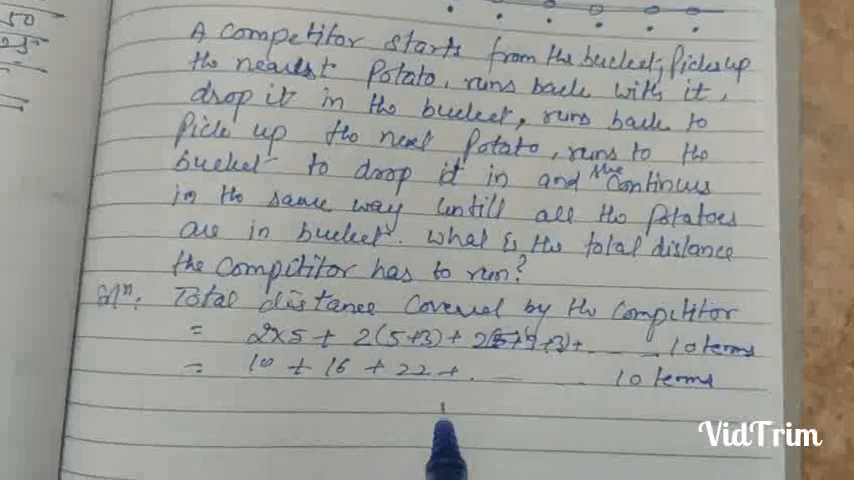 50
A competitor starts from the bucket, Picks up
the nearest Potato, runs back with it,
drop it in the bucket, runs back to
Pick up the next Potato, runs to the
bucket to drop it in and she continues
in the same way untill all the Potatoes
are in bucket. What is the total distance
the compititor has to run?
Solⁿ: Total distance covered by the competitor
= 2×5 + 2(5+3) + 2(5+3+3)+ ... ... 10 terms
= 10 + 16 + 22 + ... ... 10 terms
VidTrim